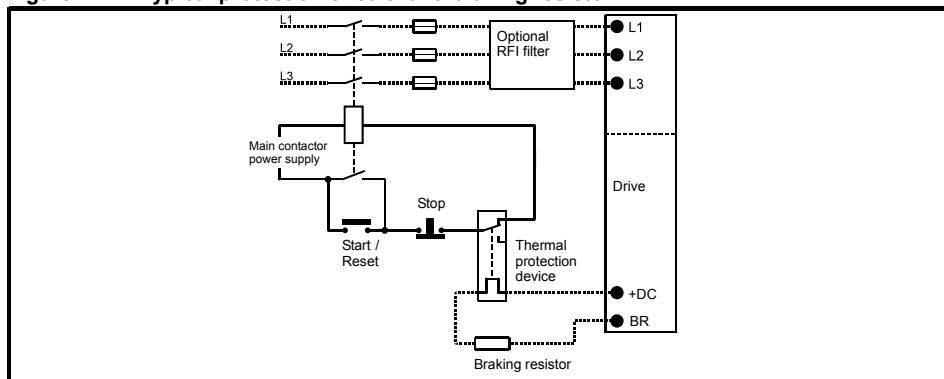 L1
L2
L3
Optional
RFI filter
L1
L2
L3
Main contactor
power supply
Drive
Stop
Start /
Reset
Thermal
protection
device
+DC
BR
Braking resistor